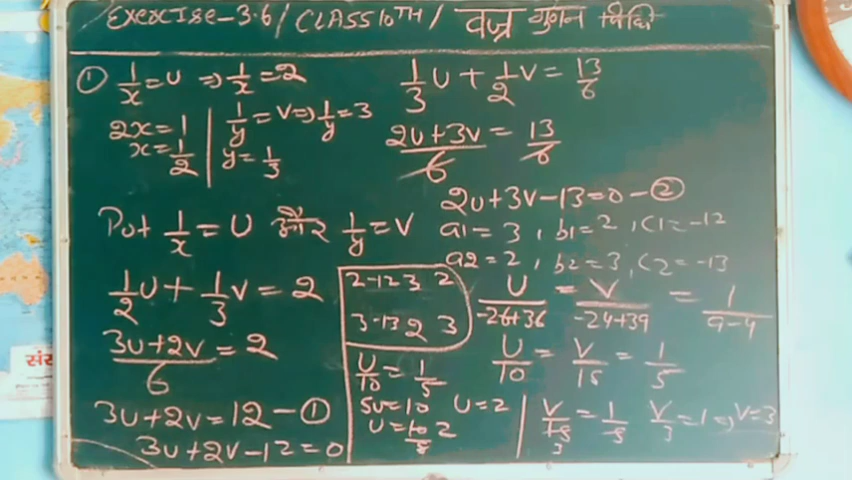 Exercise-3.6/CLASS10TH/ वज्र गुणन विधि
① 1/x=U ⇒ 1/x=2
2x=1
x=1/2
1/y=V⇒1/y=3
y=1/3
Put 1/x=U और 1/y=V
1/2U+1/3V=2
3U+2V/6=2
3U+2V=12-①
3U+2V-12=0
1/3U+1/2V=13/6
2U+3V/6=13/6
2U+3V-13=0-②
a1=3, b1=2, C1=-12
a2=2, b2=3, C2=-13
2-12 3 2
3-13 2 3
U/-26+36=V/-24+39=1/9-4
U/10=V/15=1/5
U/10=1/5
5U=10 U=2
U=10/5 2
V/15=1/5 V/3=1⇒V=3
3
संस